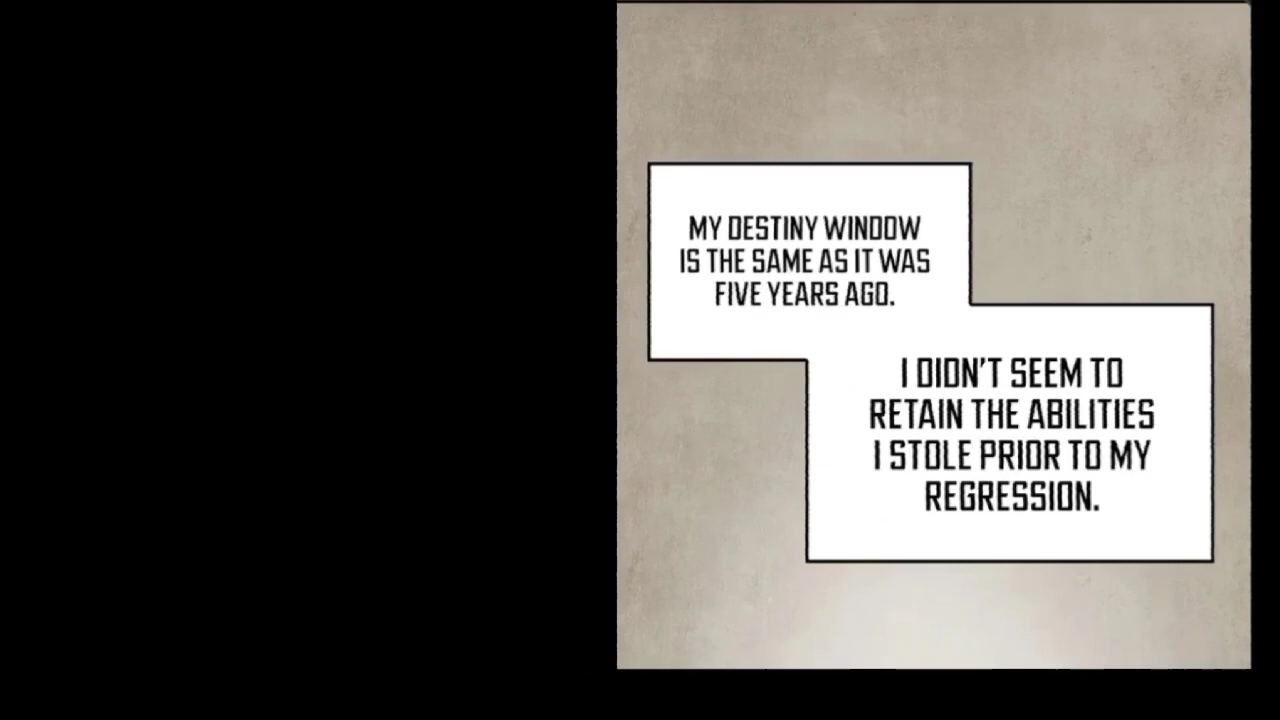 MY DESTINY WINDOW
IS THE SAME AS IT WAS
FIVE YEARS AGO.
I DIDN'T SEEM TO
RETAIN THE ABILITIES
I STOLE PRIOR TO MY
REGRESSION.